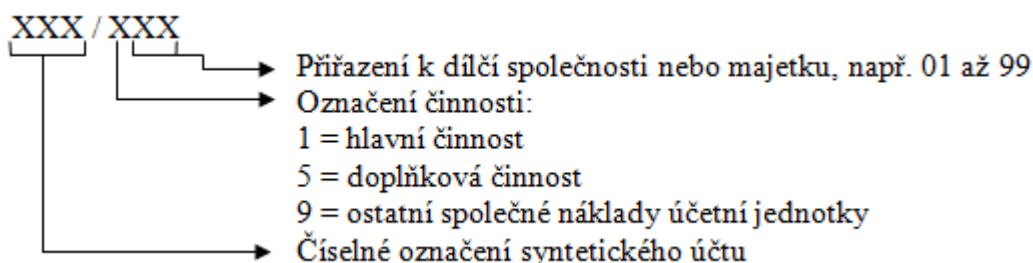 XXX / XXX
Přiřazení k dílčí společnosti nebo majetku, např. 01 až 99
Označení činnosti:
1 = hlavní činnost
5 = doplňková činnost
9 = ostatní společné náklady účetní jednotky
Číselné označení syntetického účtu